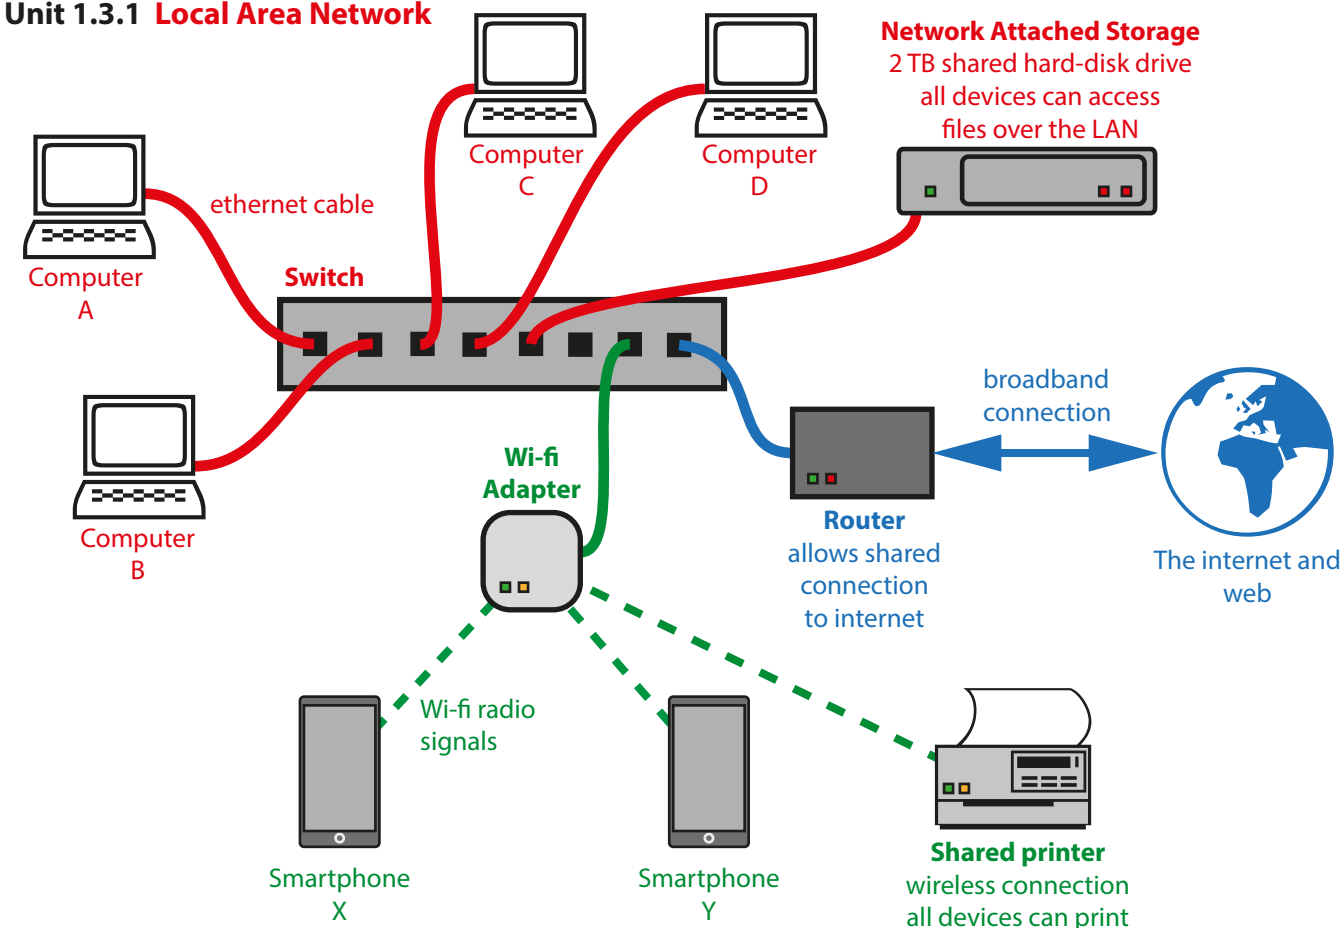 Unit 1.3.1 Local Area Network
Network Attached Storage
2 TB shared hard-disk drive
all devices can access
files over the LAN
Computer
C
Computer
D
ethernet cable
Computer
A
Switch
broadband
connection
Wi-fi
Adapter
Computer
B
Router
allows shared
connection
to internet
The internet and
web
Wi-fi radio
signals
Smartphone
X
Smartphone
Y
Shared printer
wireless connection
all devices can print